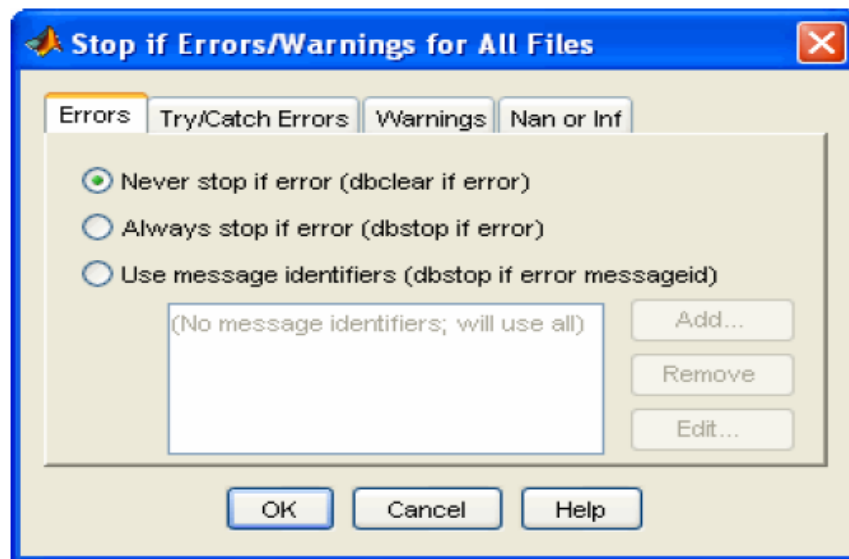 Stop if Errors/Warnings for All Files
Errors Try/Catch Errors Warnings Nan or Inf
Never stop if error (dbclear if error)
Always stop if error (dbstop if error)
Use message identifiers (dbstop if error messageid)
(No message identifiers; will use all) Add...
Remove
Edit...
OK Cancel Help